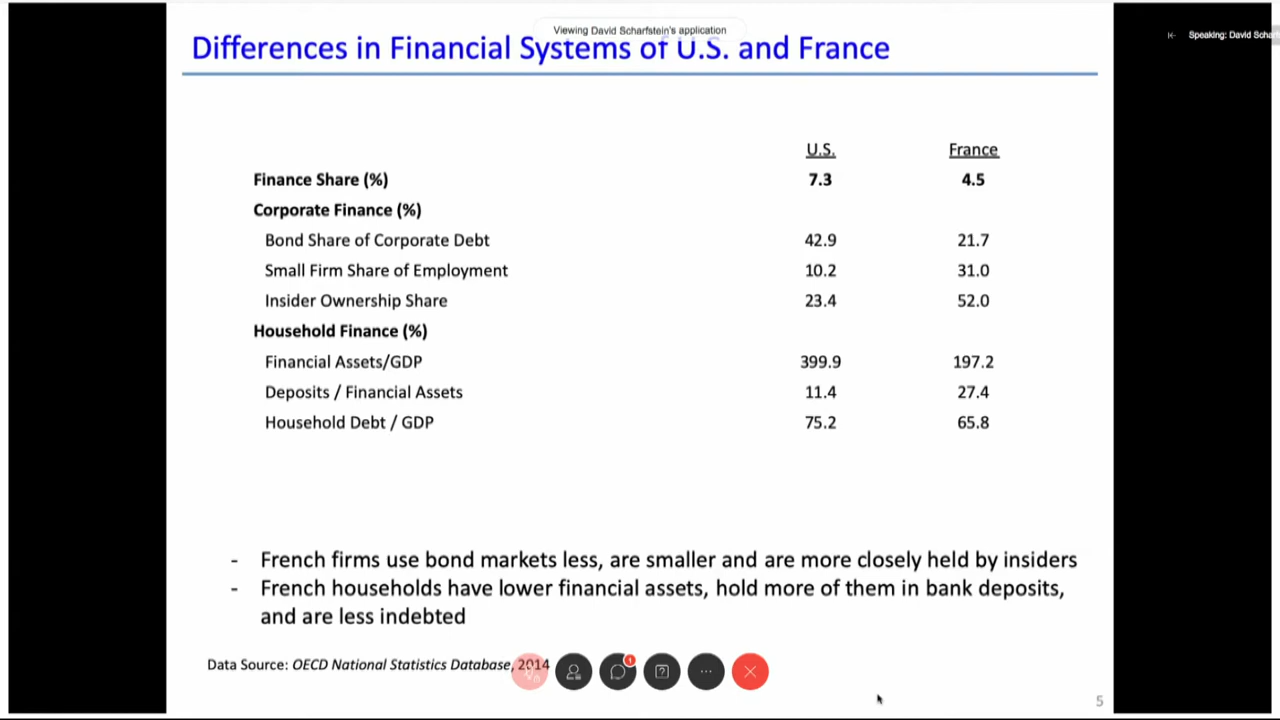 Viewing David Scharfstein's application
Speaking: David Scharf
Differences in Financial Systems of U.S. and France
U.S. France
Finance Share (%) 7.3 4.5
Corporate Finance (%)
Bond Share of Corporate Debt 42.9 21.7
Small Firm Share of Employment 10.2 31.0
Insider Ownership Share 23.4 52.0
Household Finance (%)
Financial Assets/GDP 399.9 197.2
Deposits / Financial Assets 11.4 27.4
Household Debt / GDP 75.2 65.8
- French firms use bond markets less, are smaller and are more closely held by insiders
- French households have lower financial assets, hold more of them in bank deposits,
and are less indebted
Data Source: OECD National Statistics Database, 2014
1
?
5